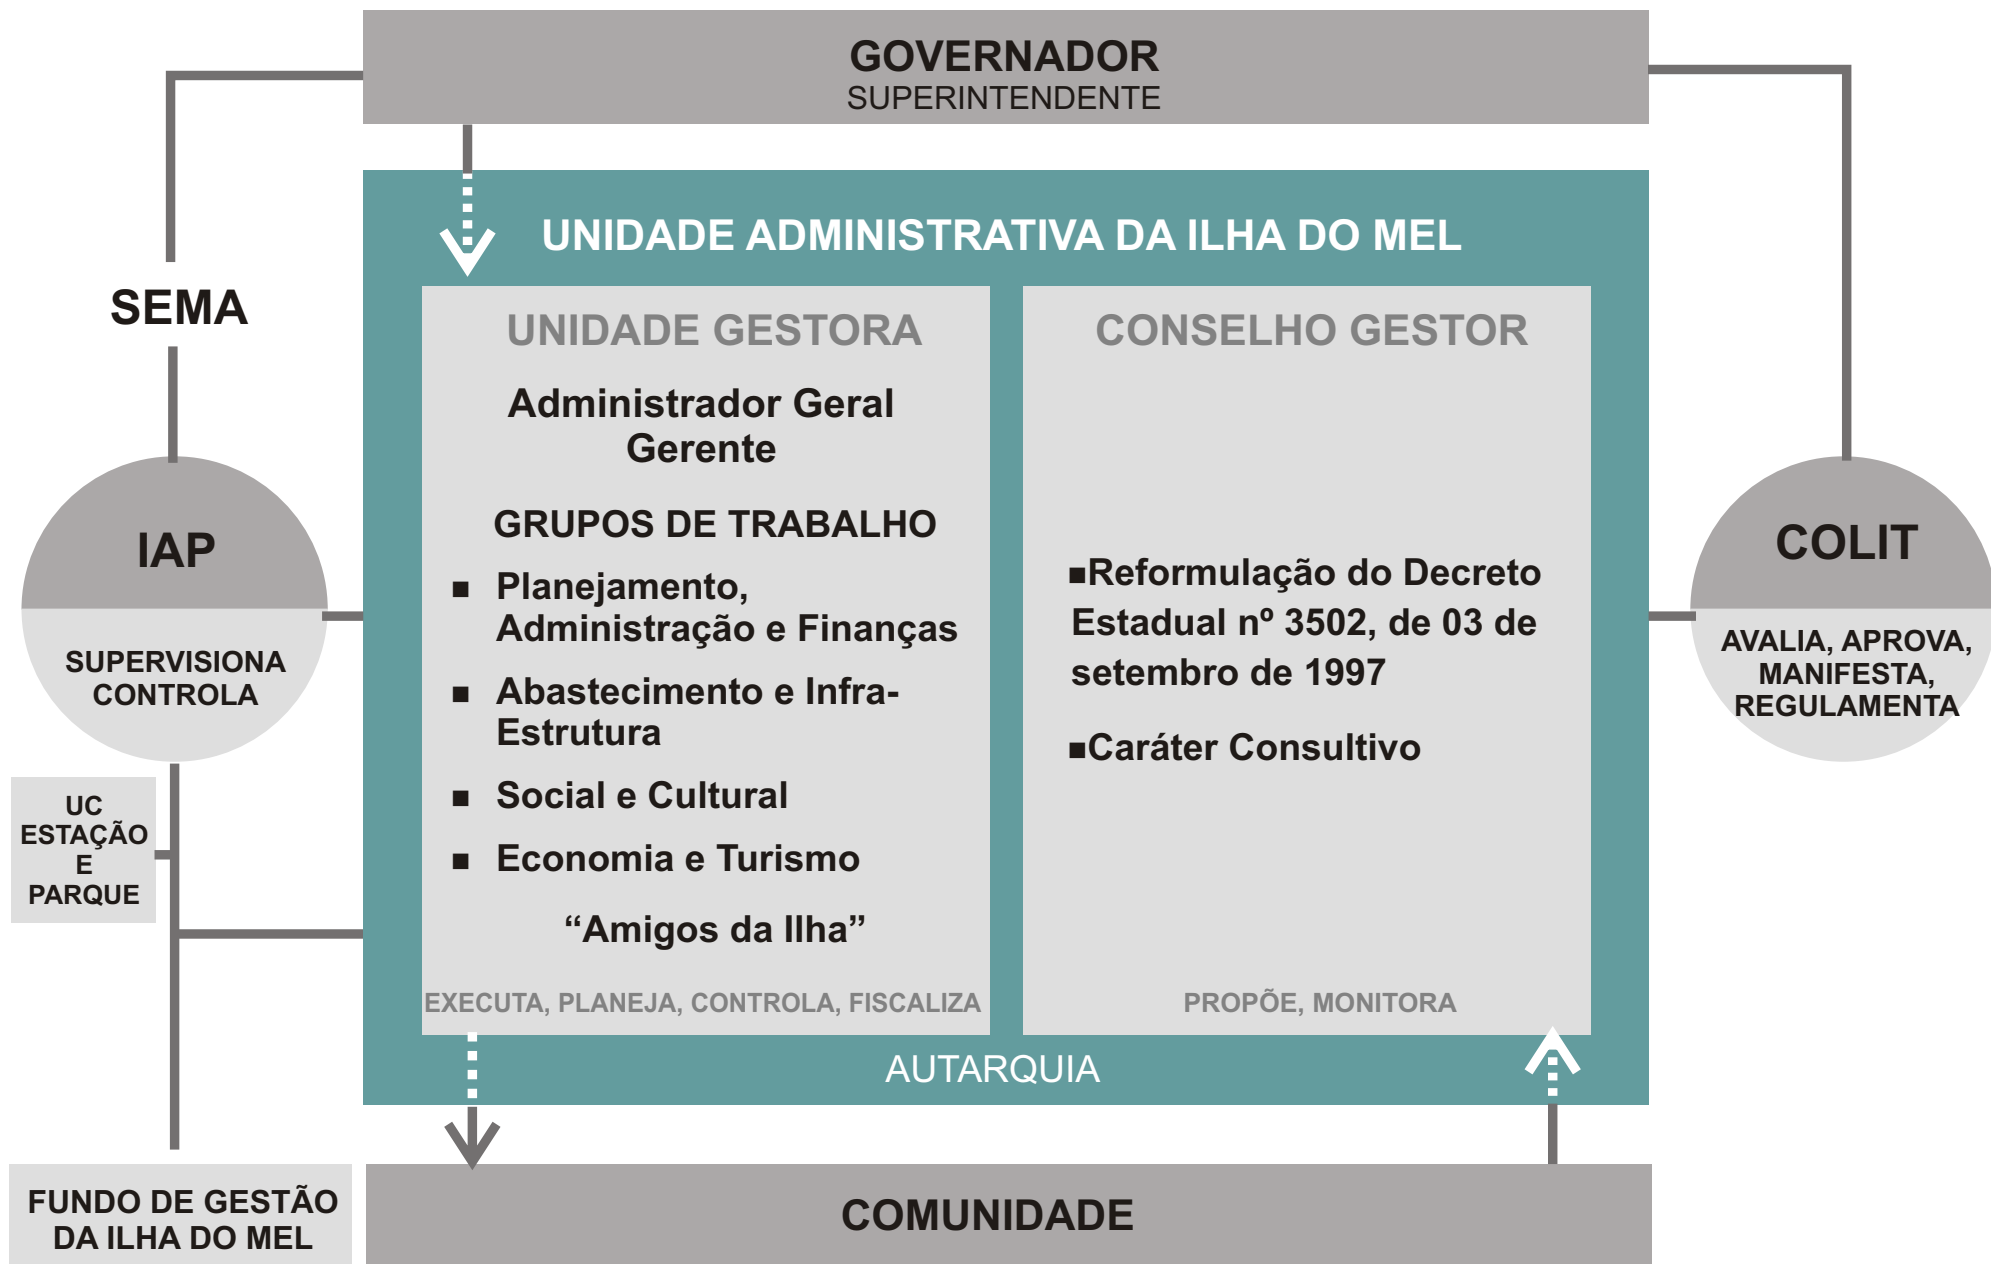 GOVERNADOR
SUPERINTENDENTE
UNIDADE ADMINISTRATIVA DA ILHA DO MEL
SEMA
IAP
SUPERVISIONA
CONTROLA
UC
ESTAÇÃO
E
PARQUE
FUNDO DE GESTÃO
DA ILHA DO MEL
UNIDADE GESTORA
Administrador Geral
Gerente
GRUPOS DE TRABALHO
■ Planejamento,
Administração e Finanças
■ Abastecimento e Infra-
Estrutura
■ Social e Cultural
■ Economia e Turismo
“Amigos da Ilha”
EXECUTA, PLANEJA, CONTROLA, FISCALIZA
CONSELHO GESTOR
■Reformulação do Decreto
Estadual nº 3502, de 03 de
setembro de 1997
■Caráter Consultivo
PROPÕE, MONITORA
AUTARQUIA
COLIT
AVALIA, APROVA,
MANIFESTA,
REGULAMENTA
COMUNIDADE